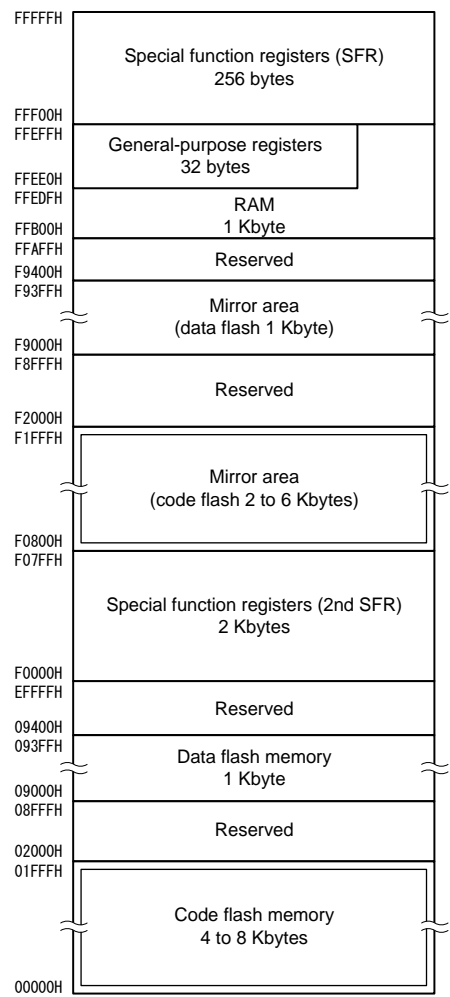 FFFFFH
Special function registers (SFR)
256 bytes
FFF00H
FFEFFH
General-purpose registers
32 bytes
FFEE0H
FFEDFH
RAM
1 Kbyte
FFB00H
FFAFFH
Reserved
F9400H
F93FFH
Mirror area
(data flash 1 Kbyte)
F9000H
F8FFFH
Reserved
F2000H
F1FFFH
Mirror area
(code flash 2 to 6 Kbytes)
F0800H
F07FFH
Special function registers (2nd SFR)
2 Kbytes
F0000H
EFFFFH
Reserved
09400H
093FFH
Data flash memory
1 Kbyte
09000H
08FFFH
Reserved
02000H
01FFFH
Code flash memory
4 to 8 Kbytes
00000H